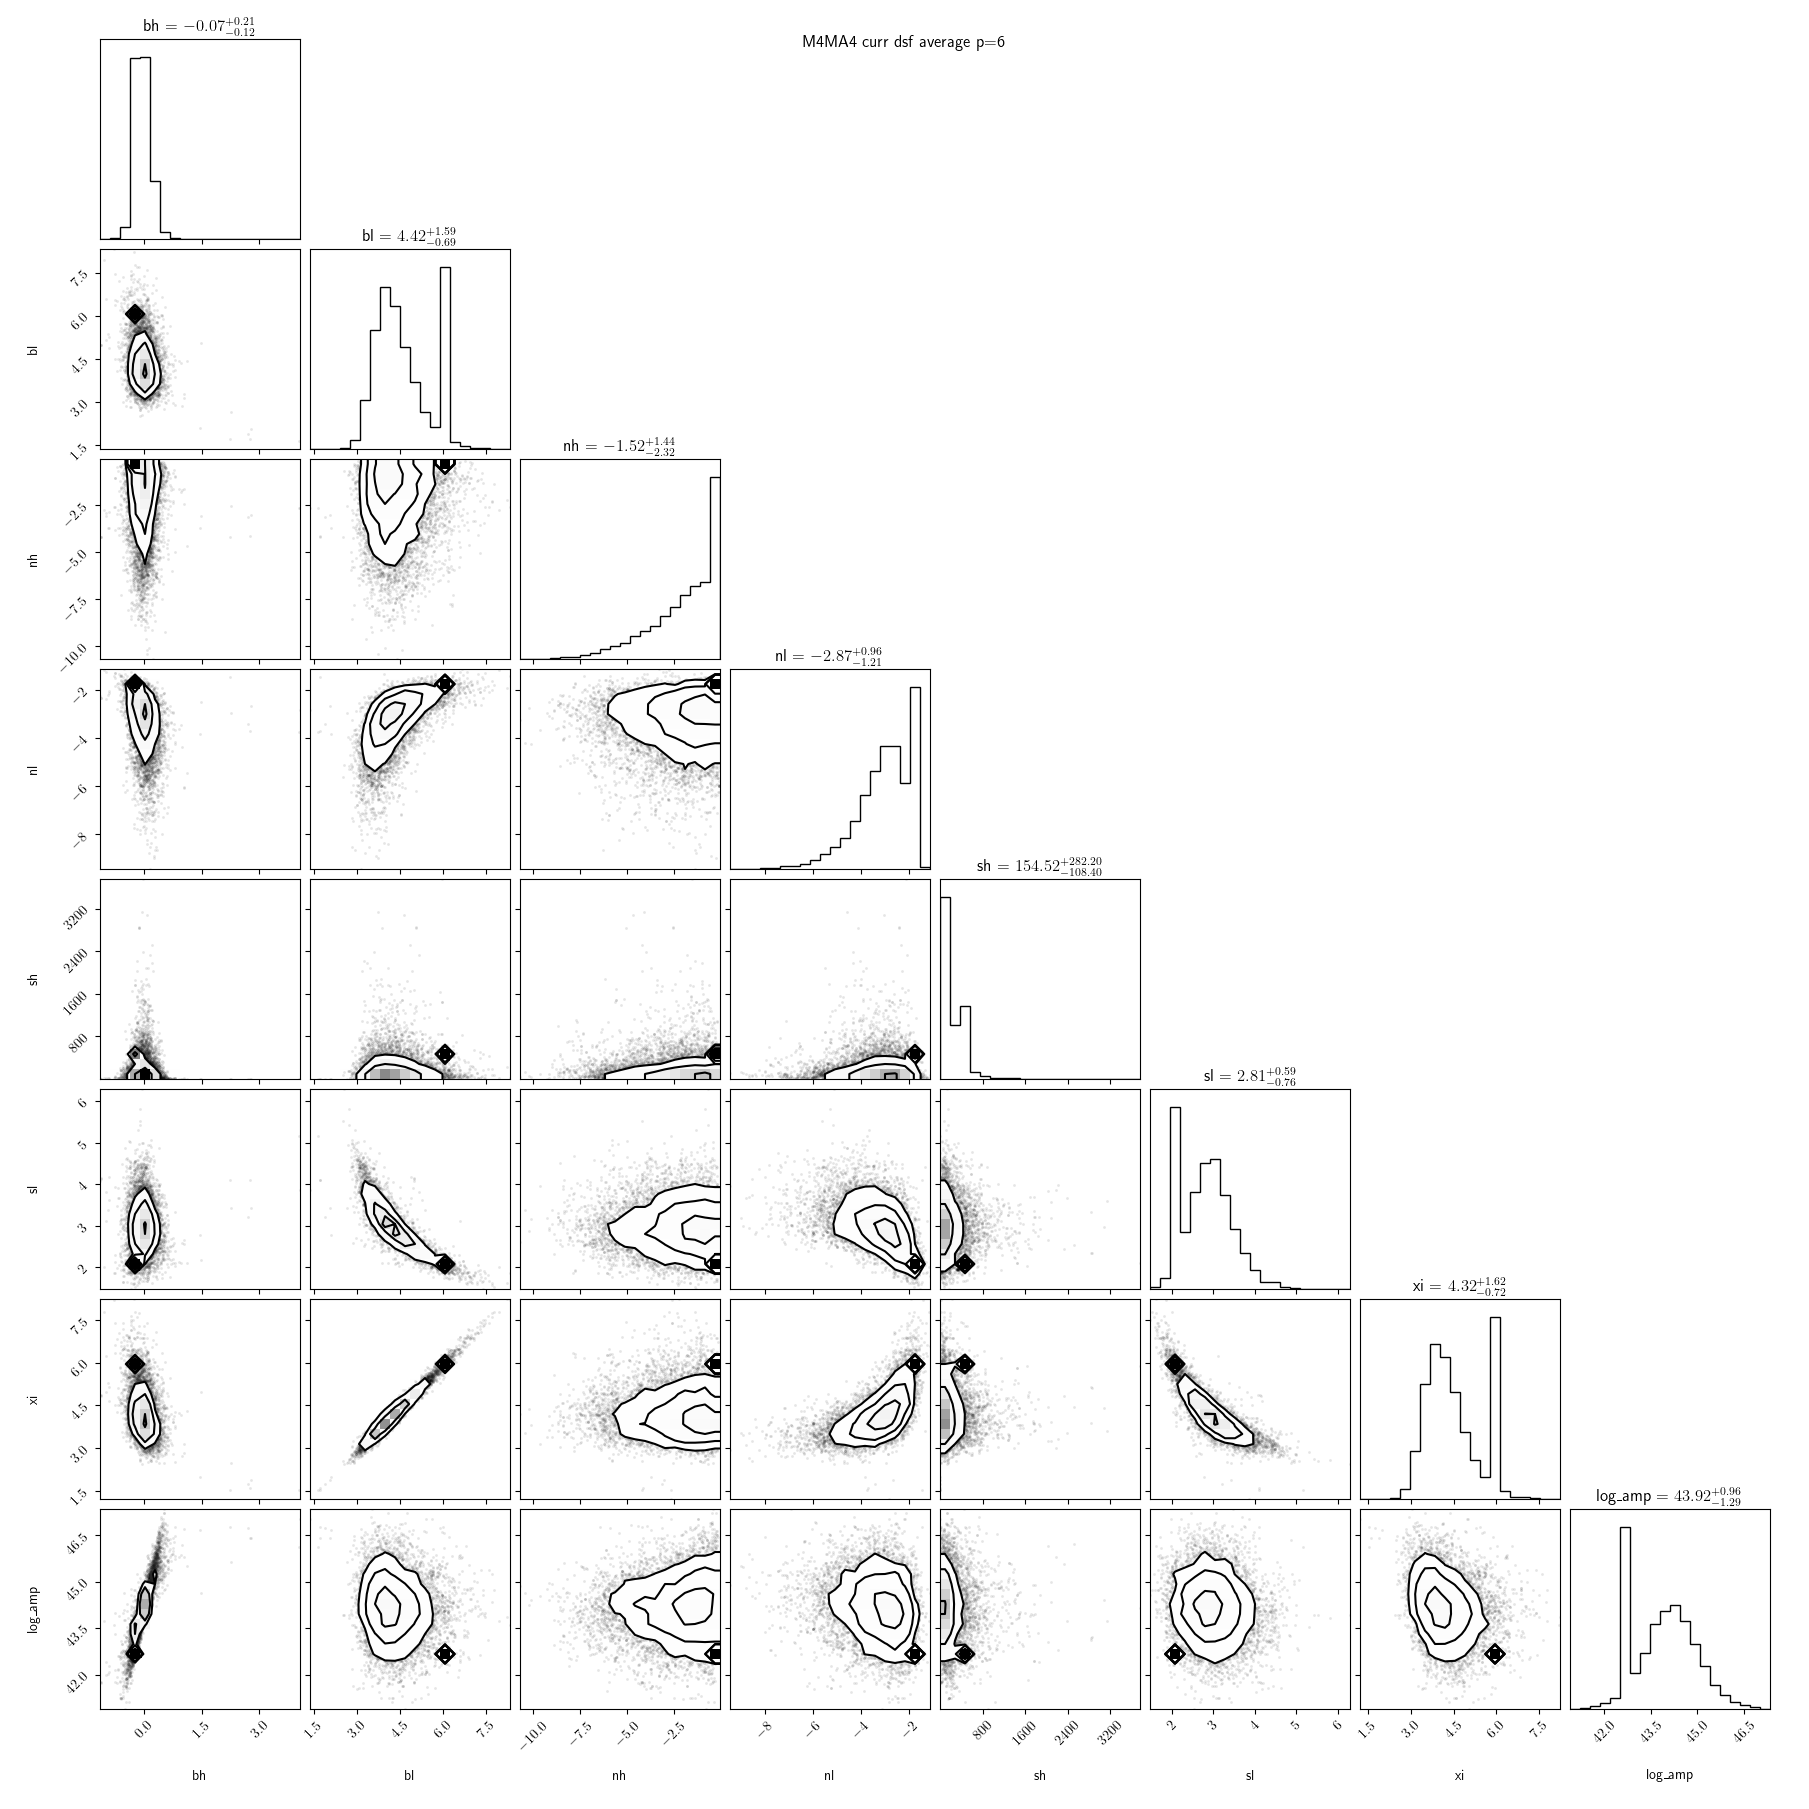 bh = −0.07^{+0.21}_{−0.12}
M4MA4 curr dsf average p=6
bl = 4.42^{+1.59}_{−0.69}
7.5
6.0
4.5
3.0
1.5
bl
nh = −1.52^{+1.44}_{−2.32}
−2.5
−5.0
−7.5
−10.0
nh
nl = −2.87^{+0.96}_{−1.21}
−2
−4
−6
−8
nl
sh = 154.52^{+282.20}_{−108.40}
3200
2400
1600
800
sh
sl = 2.81^{+0.59}_{−0.76}
6
5
4
3
2
sl
xi = 4.32^{+1.62}_{−0.72}
7.5
6.0
4.5
3.0
1.5
xi
log_amp = 43.92^{+0.96}_{−1.29}
46.5
45.0
43.5
42.0
log_amp
0.0 1.5 3.0 1.5 3.0 4.5 6.0 7.5 −10.0 −7.5 −5.0 −2.5 −8 −6 −4 −2 800 1600 2400 3200 2 3 4 5 6 1.5 3.0 4.5 6.0 7.5 42.0 43.5 45.0 46.5
bh bl nh nl sh sl xi log_amp